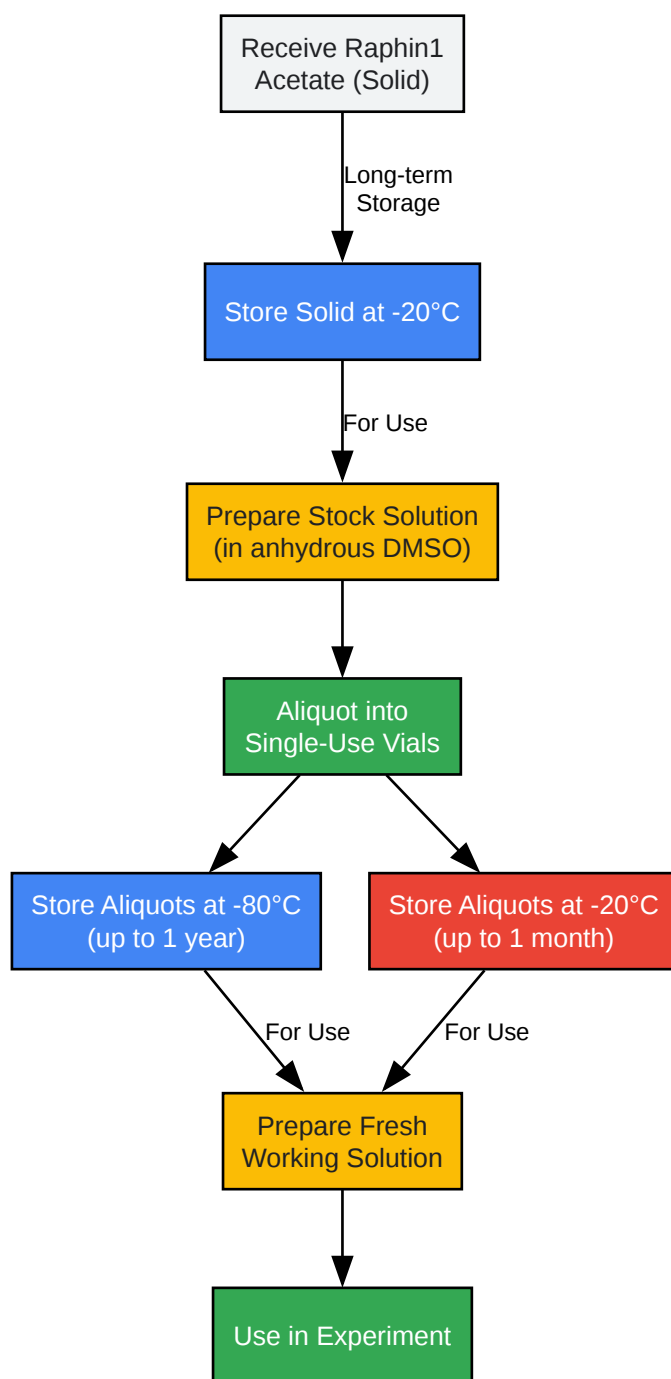 Receive Raphin1
Acetate (Solid)
Long-term
Storage
Store Solid at -20°C
For Use
Prepare Stock Solution
(in anhydrous DMSO)
Aliquot into
Single-Use Vials
Store Aliquots at -80°C
(up to 1 year)
Store Aliquots at -20°C
(up to 1 month)
For Use
For Use
Prepare Fresh
Working Solution
Use in Experiment